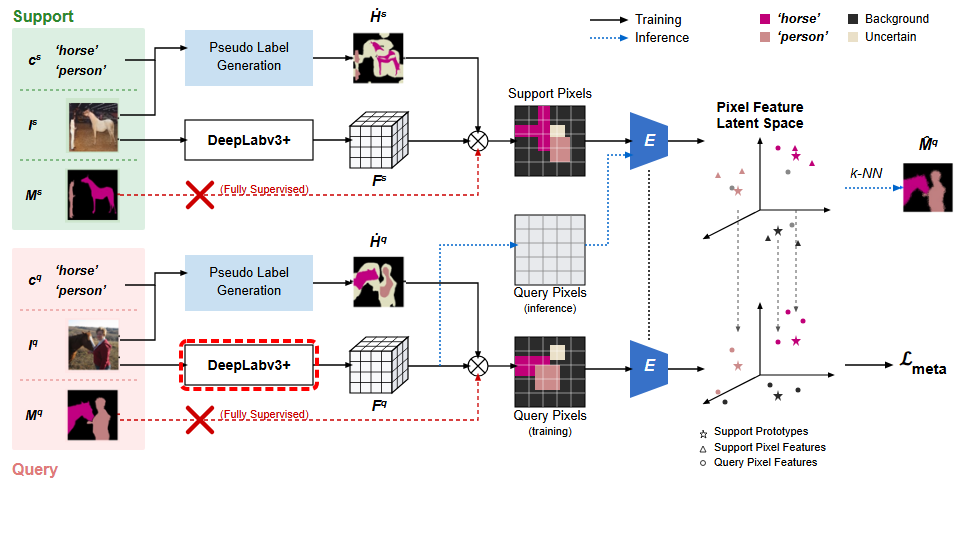 Support
cˢ
‘horse’
‘person’
Iˢ
Mˢ
Pseudo Label
Generation
DeepLabv3+
(Fully Supervised)
Ḣˢ
Fˢ
Support Pixels
E
Training
Inference
‘horse’
‘person’
Background
Uncertain
Pixel Feature
Latent Space
k-NN
M̂q
cq
‘horse’
‘person’
Iq
Mq
Query
Pseudo Label
Generation
DeepLabv3+
(Fully Supervised)
Ḣq
Fq
Query Pixels
(inference)
Query Pixels
(training)
E
ℒmeta
Support Prototypes
Support Pixel Features
Query Pixel Features